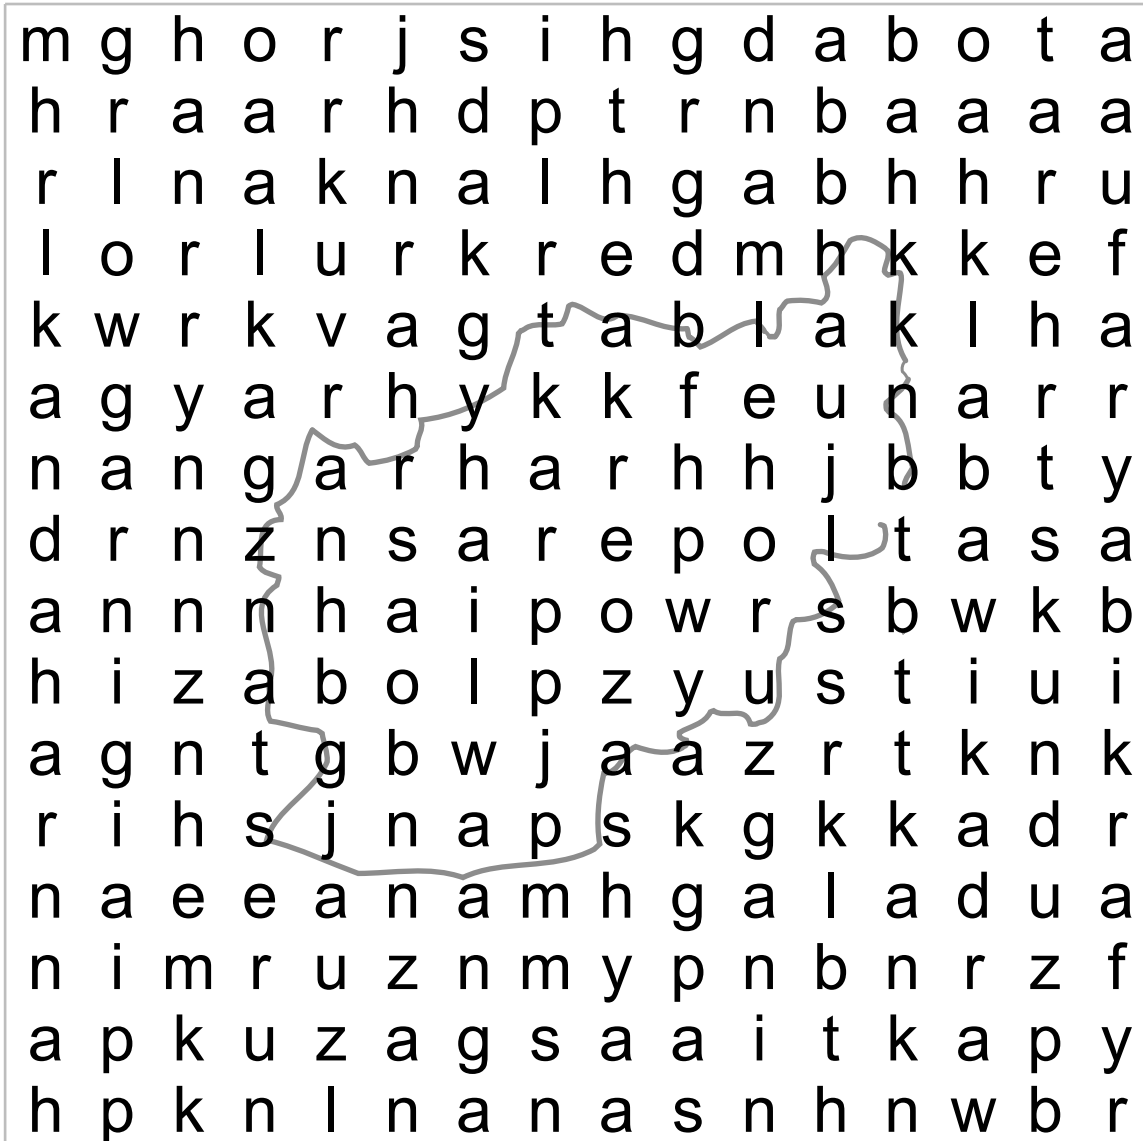 m g h o r j s i h g d a b o t a
h r a a r h d p t r n b a a a a
r l n a k n a l h g a b h h r u
l o r l u r k r e d m h k k e f
k w r k v a g t a b l a k l h a
a g y a r h y k k f e u n a r r
n a n g a r h a r h h j b b t y
d r n z n s a r e p o l t a s a
a n n n h a i p o w r s b w k b
h i z a b o l p z y u s t i u i
a g n t g b w j a a z r t k n k
r i h s j n a p s k g k k a d r
n a e e a n a m h g a l a d u a
n i m r u z n m y p n b n r z f
a p k u z a g s a a i t k a p y
h p k n l n a n a s n h n w b r